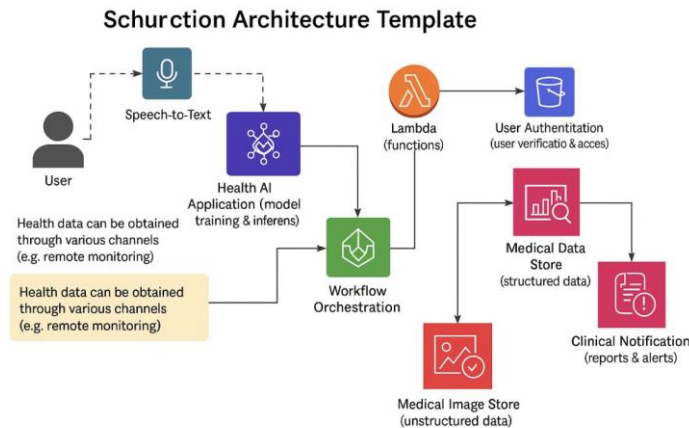 Schurction Architecture Template
Speech-to-Text
User
Health AI
Application (model
training & inferens)
Lambda
(functions)
User Authentitation
(user verificatio & acces)
Health data can be obtained
through various channels
(e.g. remote monitoring)
Health data can be obtained
through various channels
(e.g. remote monitoring)
Workflow
Orchestration
Medical Data
Store
(structured data)
Clinical Notification
(reports & alerts)
Medical Image Store
(unstructured data)